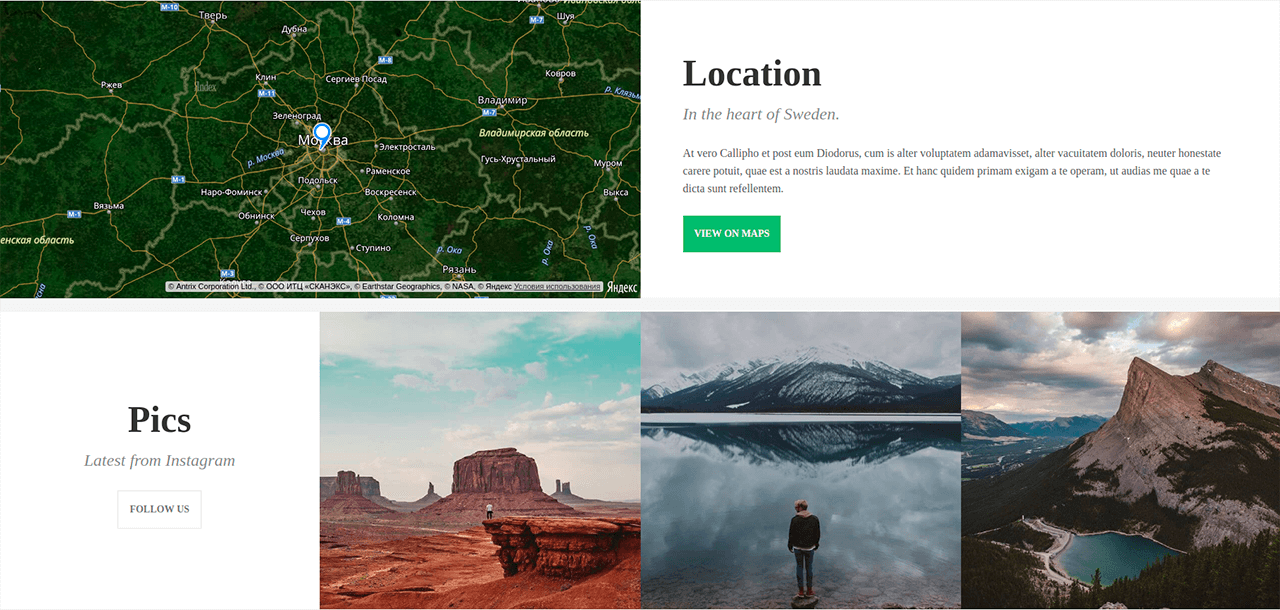 М-10
Тверь
М-7
Шуя
Дубна
М-8
Клин
Сергиев Посад
Ковров
Ржев
Yandex
М-11
р. Клязьма
Владимир
М-7
Зеленоград
Владимирская область
Москва
Электросталь
р. Москва
Гусь-Хрустальный
Муром
Раменское
М-1
Подольск
Наро-Фоминск
Воскресенск
Выкса
Вязьма
М-1
Обнинск
Чехов
М-4
Коломна
Серпухов
р. Ока
енская область
Ступино
р. Ока
р. Ока
М-3
Рязань
© Antrix Corporation Ltd., © ООО ИТЦ «СКАНЭКС», © Earthstar Geographics, © NASA, © Яндекс Условия использования
Яндекс
Location
In the heart of Sweden.
At vero Callipho et post eum Diodorus, cum is alter voluptatem adamavisset, alter vacuitatem doloris, neuter honestate
carere potuit, quae est a nostris laudata maxime. Et hanc quidem primam exigam a te operam, ut audias me quae a te
dicta sunt refellentem.
VIEW ON MAPS
Pics
Latest from Instagram
FOLLOW US